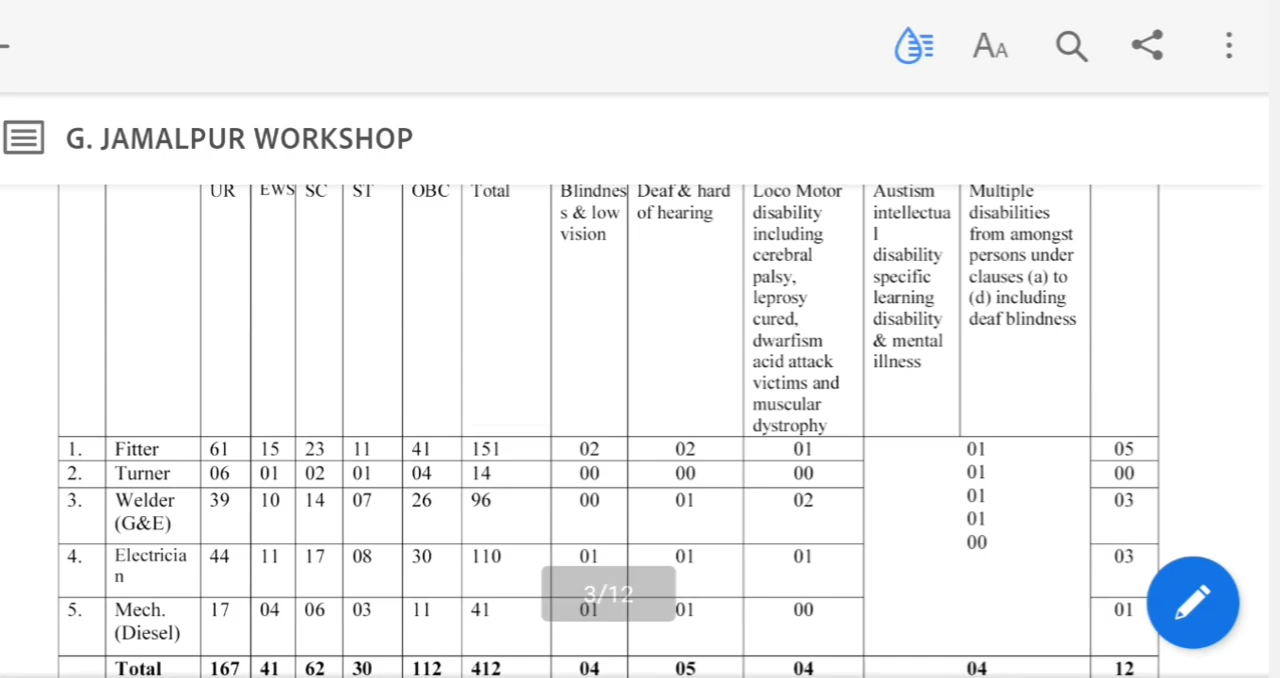 AA
G. JAMALPUR WORKSHOP
UR EWS SC ST OBC Total Blindnes Deaf & hard Loco Motor Austism Multiple
s & low of hearing disability intellectua disabilities
vision including l from amongst
cerebral disability persons under
palsy, specific clauses (a) to
leprosy learning (d) including
cured, disability deaf blindness
dwarfism & mental
acid attack illness
victims and
muscular
dystrophy
1. Fitter 61 15 23 11 41 151 02 02 01 01 05
2. Turner 06 01 02 01 04 14 00 00 00 01 00
3. Welder 39 10 14 07 26 96 00 01 02 01 03
(G&E) 01
00
4. Electricia 44 11 17 08 30 110 01 01 01 03
n
3/12
5. Mech. 17 04 06 03 11 41 01 01 00 01
(Diesel)
Total 167 41 62 30 112 412 04 05 04 04 12